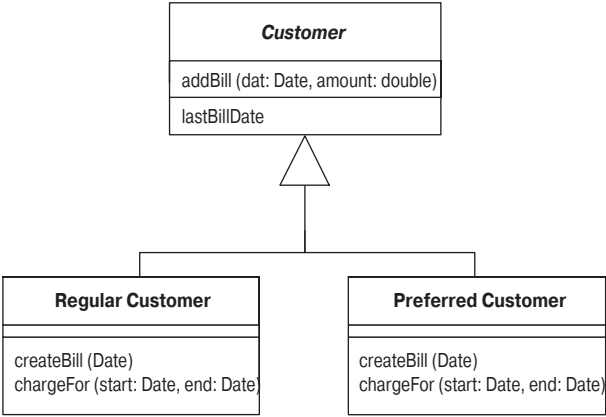 Customer
addBill (dat: Date, amount: double)
lastBillDate
Regular Customer
createBill (Date)
chargeFor (start: Date, end: Date)
Preferred Customer
createBill (Date)
chargeFor (start: Date, end: Date)